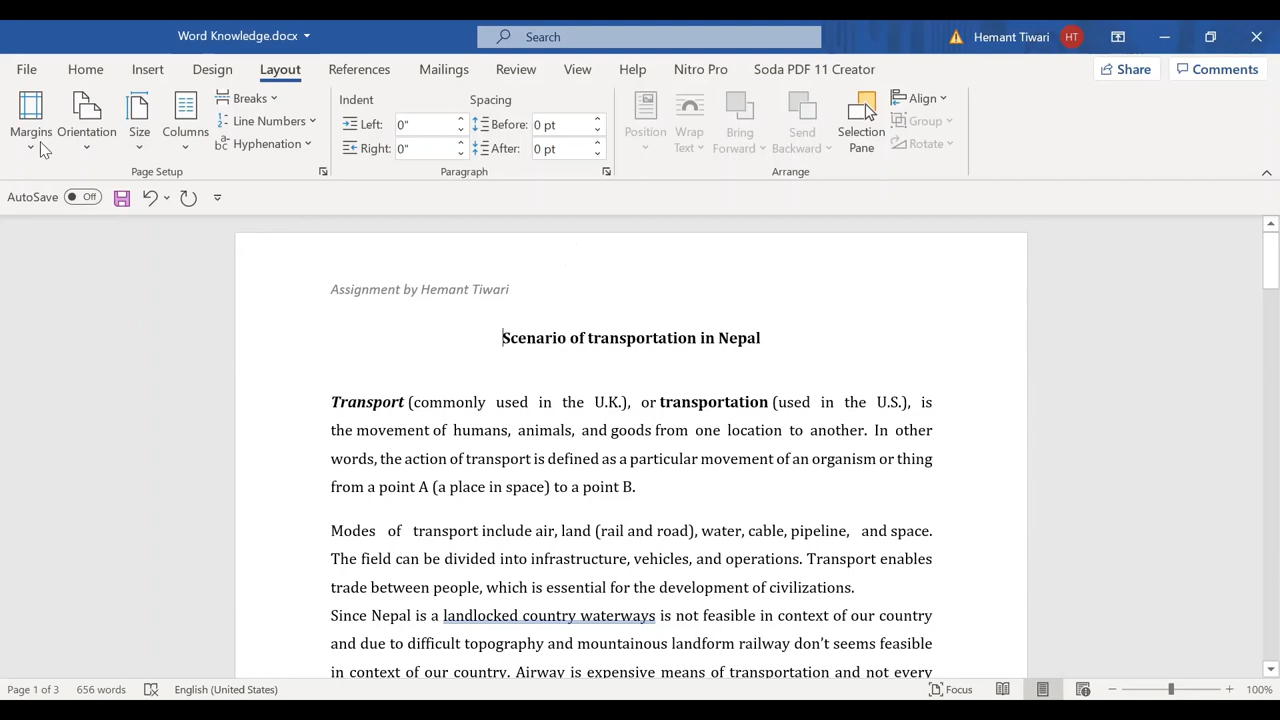 Word Knowledge.docx
Search
Hemant Tiwari HT
File Home Insert Design Layout References Mailings Review View Help Nitro Pro Soda PDF 11 Creator Share Comments
Margins Orientation Size Columns
Breaks
Line Numbers
Hyphenation
Page Setup
Indent Spacing
Left: 0" Before: 0 pt
Right: 0" After: 0 pt
Paragraph
Position Wrap Text Bring Forward Send Backward Selection Pane
Align
Group
Rotate
Arrange
AutoSave Off
Assignment by Hemant Tiwari
Scenario of transportation in Nepal
Transport (commonly used in the U.K.), or transportation (used in the U.S.), is
the movement of humans, animals, and goods from one location to another. In other
words, the action of transport is defined as a particular movement of an organism or thing
from a point A (a place in space) to a point B.
Modes of transport include air, land (rail and road), water, cable, pipeline, and space.
The field can be divided into infrastructure, vehicles, and operations. Transport enables
trade between people, which is essential for the development of civilizations.
Since Nepal is a landlocked country waterways is not feasible in context of our country
and due to difficult topography and mountainous landform railway don't seems feasible
in context of our country. Airway is expensive means of transportation and not every
Page 1 of 3 656 words English (United States) Focus 100%